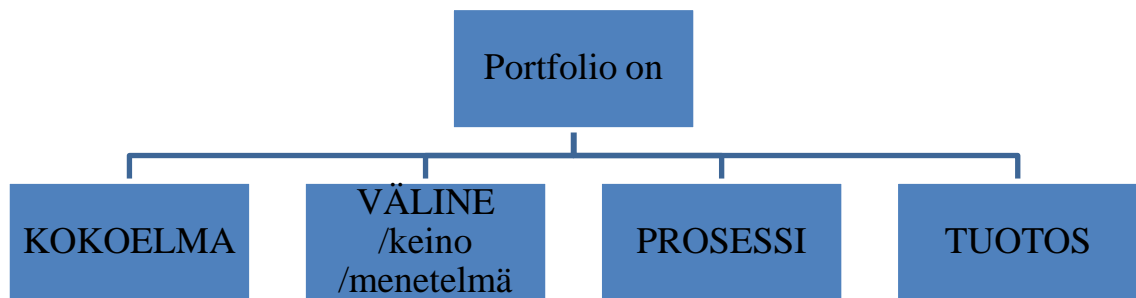 Portfolio on
KOKOELMA
VÄLINE
/keino
/menetelmä
PROSESSI
TUOTOS